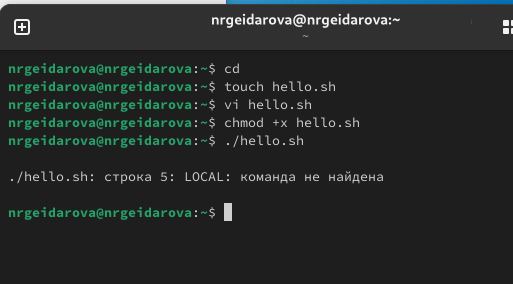 nrgeidarova@nrgeidarova:~
~
nrgeidarova@nrgeidarova:~$ cd
nrgeidarova@nrgeidarova:~$ touch hello.sh
nrgeidarova@nrgeidarova:~$ vi hello.sh
nrgeidarova@nrgeidarova:~$ chmod +x hello.sh
nrgeidarova@nrgeidarova:~$ ./hello.sh
./hello.sh: строка 5: LOCAL: команда не найдена
nrgeidarova@nrgeidarova:~$